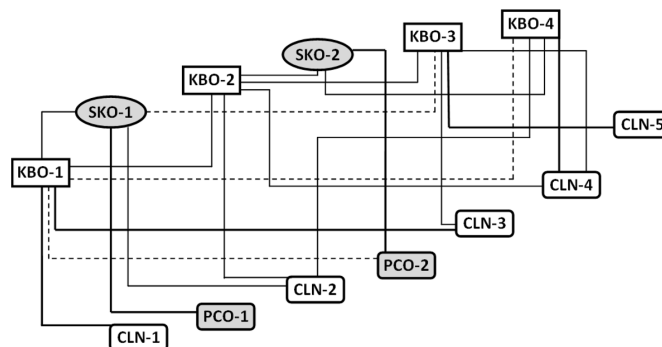 KBO-4
KBO-3
SKO-2
KBO-2
SKO-1
CLN-5
KBO-1
CLN-4
CLN-3
PCO-2
CLN-2
PCO-1
CLN-1